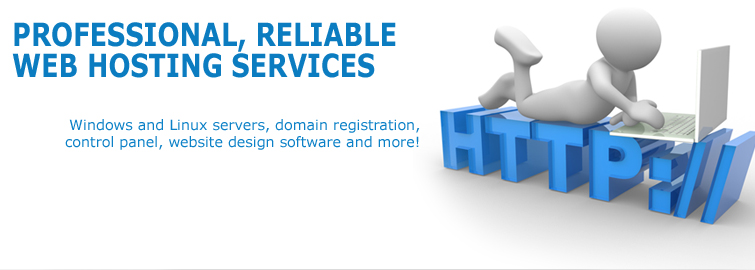 PROFESSIONAL, RELIABLE
WEB HOSTING SERVICES
Windows and Linux servers, domain registration,
control panel, website design software and more!
HTTP://